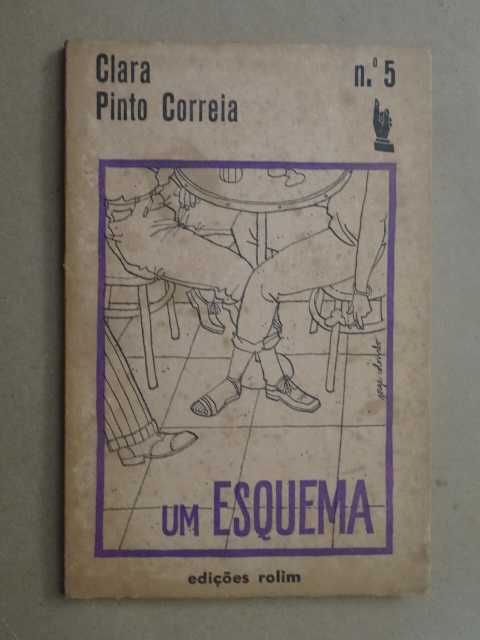 Clara
Pinto Correia
n.º 5
um ESQUEMA
edições rolim